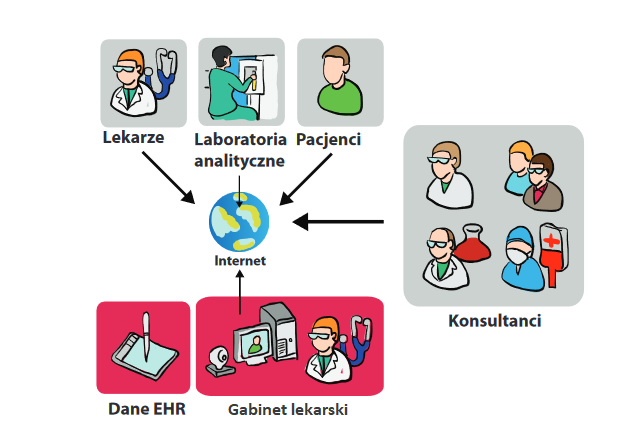 Lekarze
Laboratoria
analityczne
Pacjenci
Internet
Konsultanci
Dane EHR
Gabinet lekarski